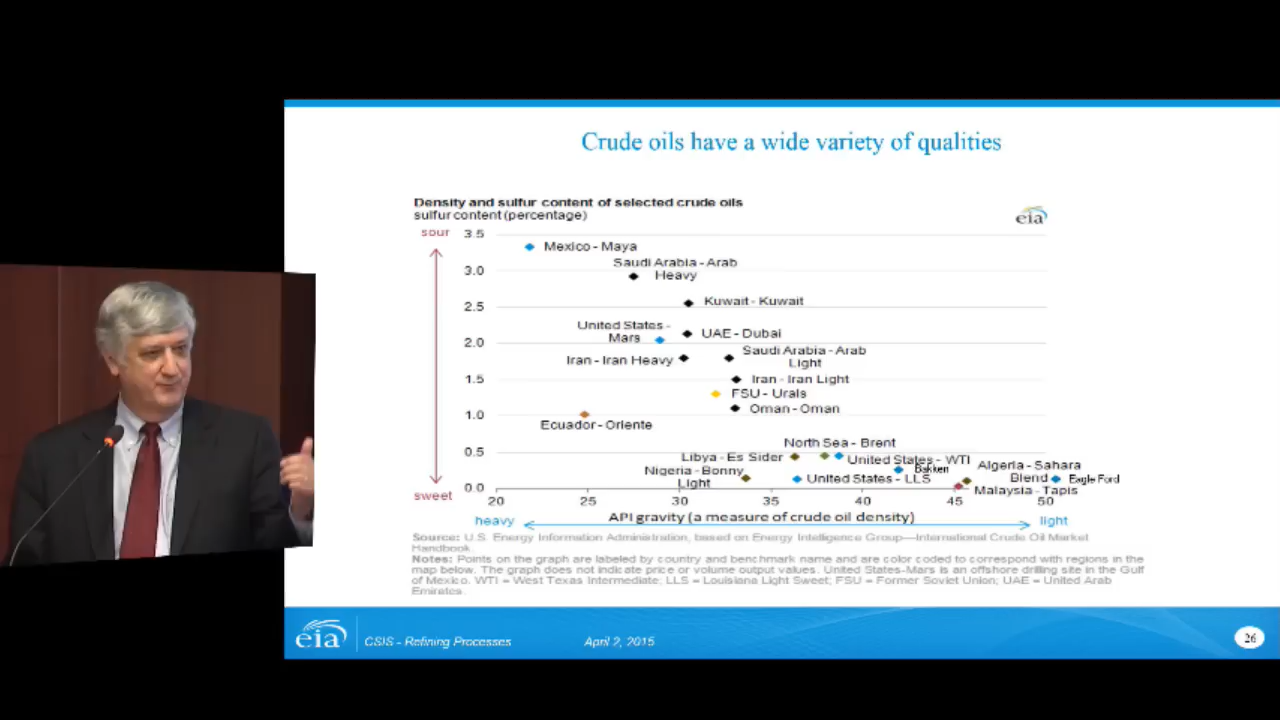 Crude oils have a wide variety of qualities
Density and sulfur content of selected crude oils
sulfur content (percentage)
eia
sour
3.5
Mexico - Maya
Saudi Arabia - Arab
Heavy
3.0
Kuwait - Kuwait
2.5
United States -
Mars
UAE - Dubai
2.0
Saudi Arabia - Arab
Light
Iran - Iran Heavy
Iran - Iran Light
1.5
FSU - Urals
Oman - Oman
1.0
Ecuador - Oriente
North Sea - Brent
0.5
Libya - Es Sider
United States - WTI
Bakken
Algeria - Sahara
Blend
Nigeria - Bonny
Light
United States - LLS
Eagle Ford
Malaysia - Tapis
0.0
sweet
20 25 30 35 40 45 50
heavy
API gravity (a measure of crude oil density)
light
Source: U.S. Energy Information Administration, based on Energy Intelligence Group—International Crude Oil Market
Handbook.
Notes: Points on the graph are labeled by country and benchmark name and are color coded to correspond with regions in the
map below. The graph does not indicate price or volume output values. United States-Mars is an offshore drilling site in the Gulf
of Mexico. WTI = West Texas Intermediate; LLS = Louisiana Light Sweet; FSU = Former Soviet Union; UAE = United Arab
Emirates.
eia
CSIS - Refining Processes
April 2, 2015
26